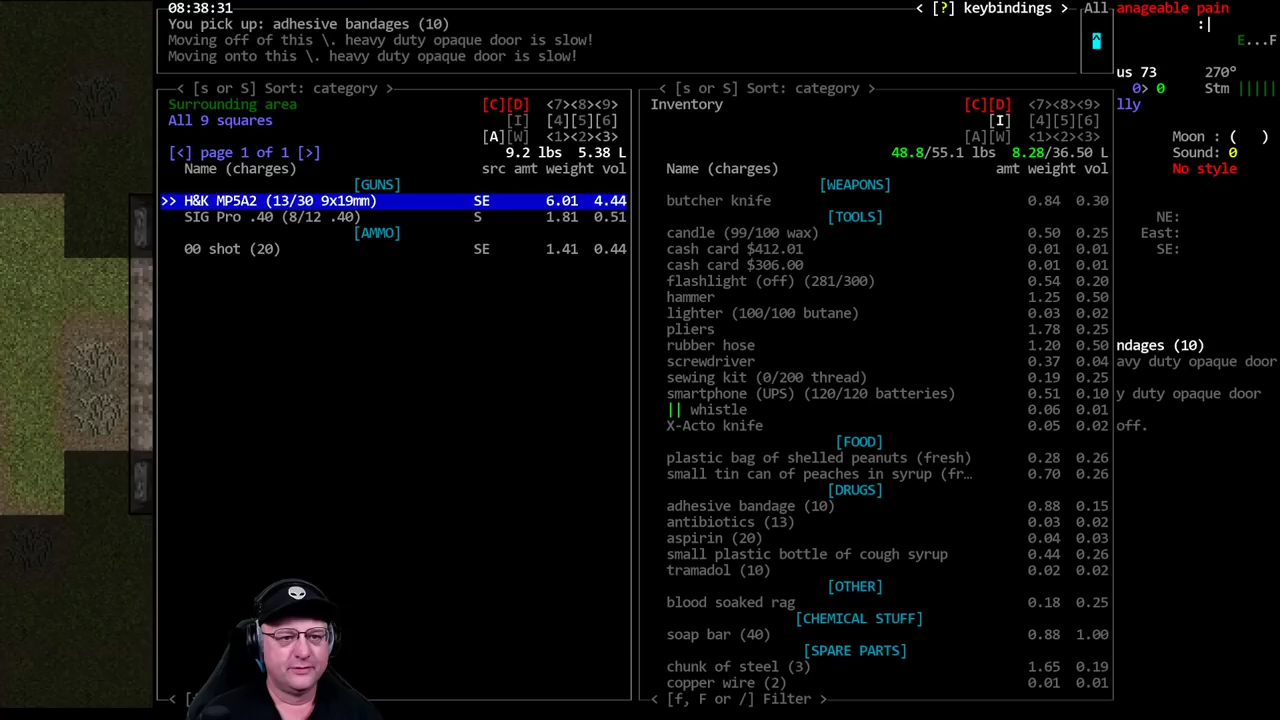 08:38:31
< [?] keybindings >
All
anageable pain
You pick up: adhesive bandages (10)
:|
Moving off of this \. heavy duty opaque door is slow!
^
E...F
Moving onto this \. heavy duty opaque door is slow!
us 73 270°
< [s or S] Sort: category >
< [s or S] Sort: category >
0> 0 Stm |||||
Surrounding area [C][D] <7><8><9>
Inventory [C][D] <7><8><9>
lly
All 9 squares [I] [4][5][6]
[I] [4][5][6]
[A][W] <1><2><3>
[A][W] <1><2><3>
Moon : ( )
[<] page 1 of 1 [>] 9.2 lbs 5.38 L
48.8/55.1 lbs 8.28/36.50 L
Sound: 0
Name (charges) src amt weight vol
Name (charges) amt weight vol
No style
[GUNS]
>> H&K MP5A2 (13/30 9x19mm) SE 6.01 4.44
SIG Pro .40 (8/12 .40) S 1.81 0.51
[AMMO]
00 shot (20) SE 1.41 0.44
[WEAPONS]
butcher knife 0.84 0.30
[TOOLS]
candle (99/100 wax) 0.50 0.25
cash card $412.01 0.01 0.01
cash card $306.00 0.01 0.01
flashlight (off) (281/300) 0.54 0.20
hammer 1.25 0.50
lighter (100/100 butane) 0.03 0.02
pliers 1.78 0.25
rubber hose 1.20 0.50
screwdriver 0.37 0.04
sewing kit (0/200 thread) 0.19 0.25
smartphone (UPS) (120/120 batteries) 0.51 0.10
|| whistle 0.06 0.01
X-Acto knife 0.05 0.02
[FOOD]
plastic bag of shelled peanuts (fresh) 0.28 0.26
small tin can of peaches in syrup (fr… 0.70 0.26
[DRUGS]
adhesive bandage (10) 0.88 0.15
antibiotics (13) 0.03 0.02
aspirin (20) 0.04 0.03
small plastic bottle of cough syrup 0.44 0.26
tramadol (10) 0.02 0.02
[OTHER]
blood soaked rag 0.18 0.25
[CHEMICAL STUFF]
soap bar (40) 0.88 1.00
[SPARE PARTS]
chunk of steel (3) 1.65 0.19
copper wire (2) 0.01 0.01
< [f, F or /] Filter >
NE:
East:
SE:
ndages (10)
avy duty opaque door
y duty opaque door
off.
< [